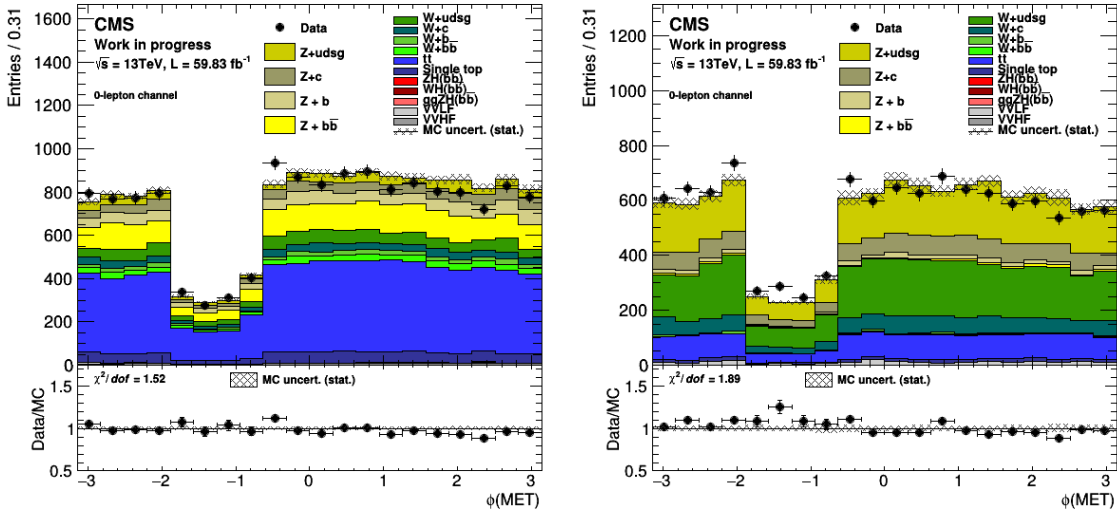 CMS
Work in progress
√s = 13TeV, L = 59.83 fb⁻¹
0-lepton channel
Data
Z+udsg
Z+c
Z + b
Z + bb̅
W+udsg
W+c
W+b
W+bb̅
tt
Single top
ZH(bb)
WH(bb)
ggZH(bb)
VVLF
VVHF
MC uncert. (stat.)
Entries / 0.31
1600
1400
1200
1000
800
600
400
200
0
χ²/dof = 1.52
MC uncert. (stat.)
Data/MC
1.5
1
0.5
−3 −2 −1 0 1 2 3
ϕ(MET)
CMS
Work in progress
√s = 13TeV, L = 59.83 fb⁻¹
0-lepton channel
Data
Z+udsg
Z+c
Z + b
Z + bb̅
W+udsg
W+c
W+b
W+bb̅
tt
Single top
ZH(bb)
WH(bb)
ggZH(bb)
VVLF
VVHF
MC uncert. (stat.)
Entries / 0.31
1200
1000
800
600
400
200
0
χ²/dof = 1.89
MC uncert. (stat.)
Data/MC
1.5
1
0.5
−3 −2 −1 0 1 2 3
ϕ(MET)